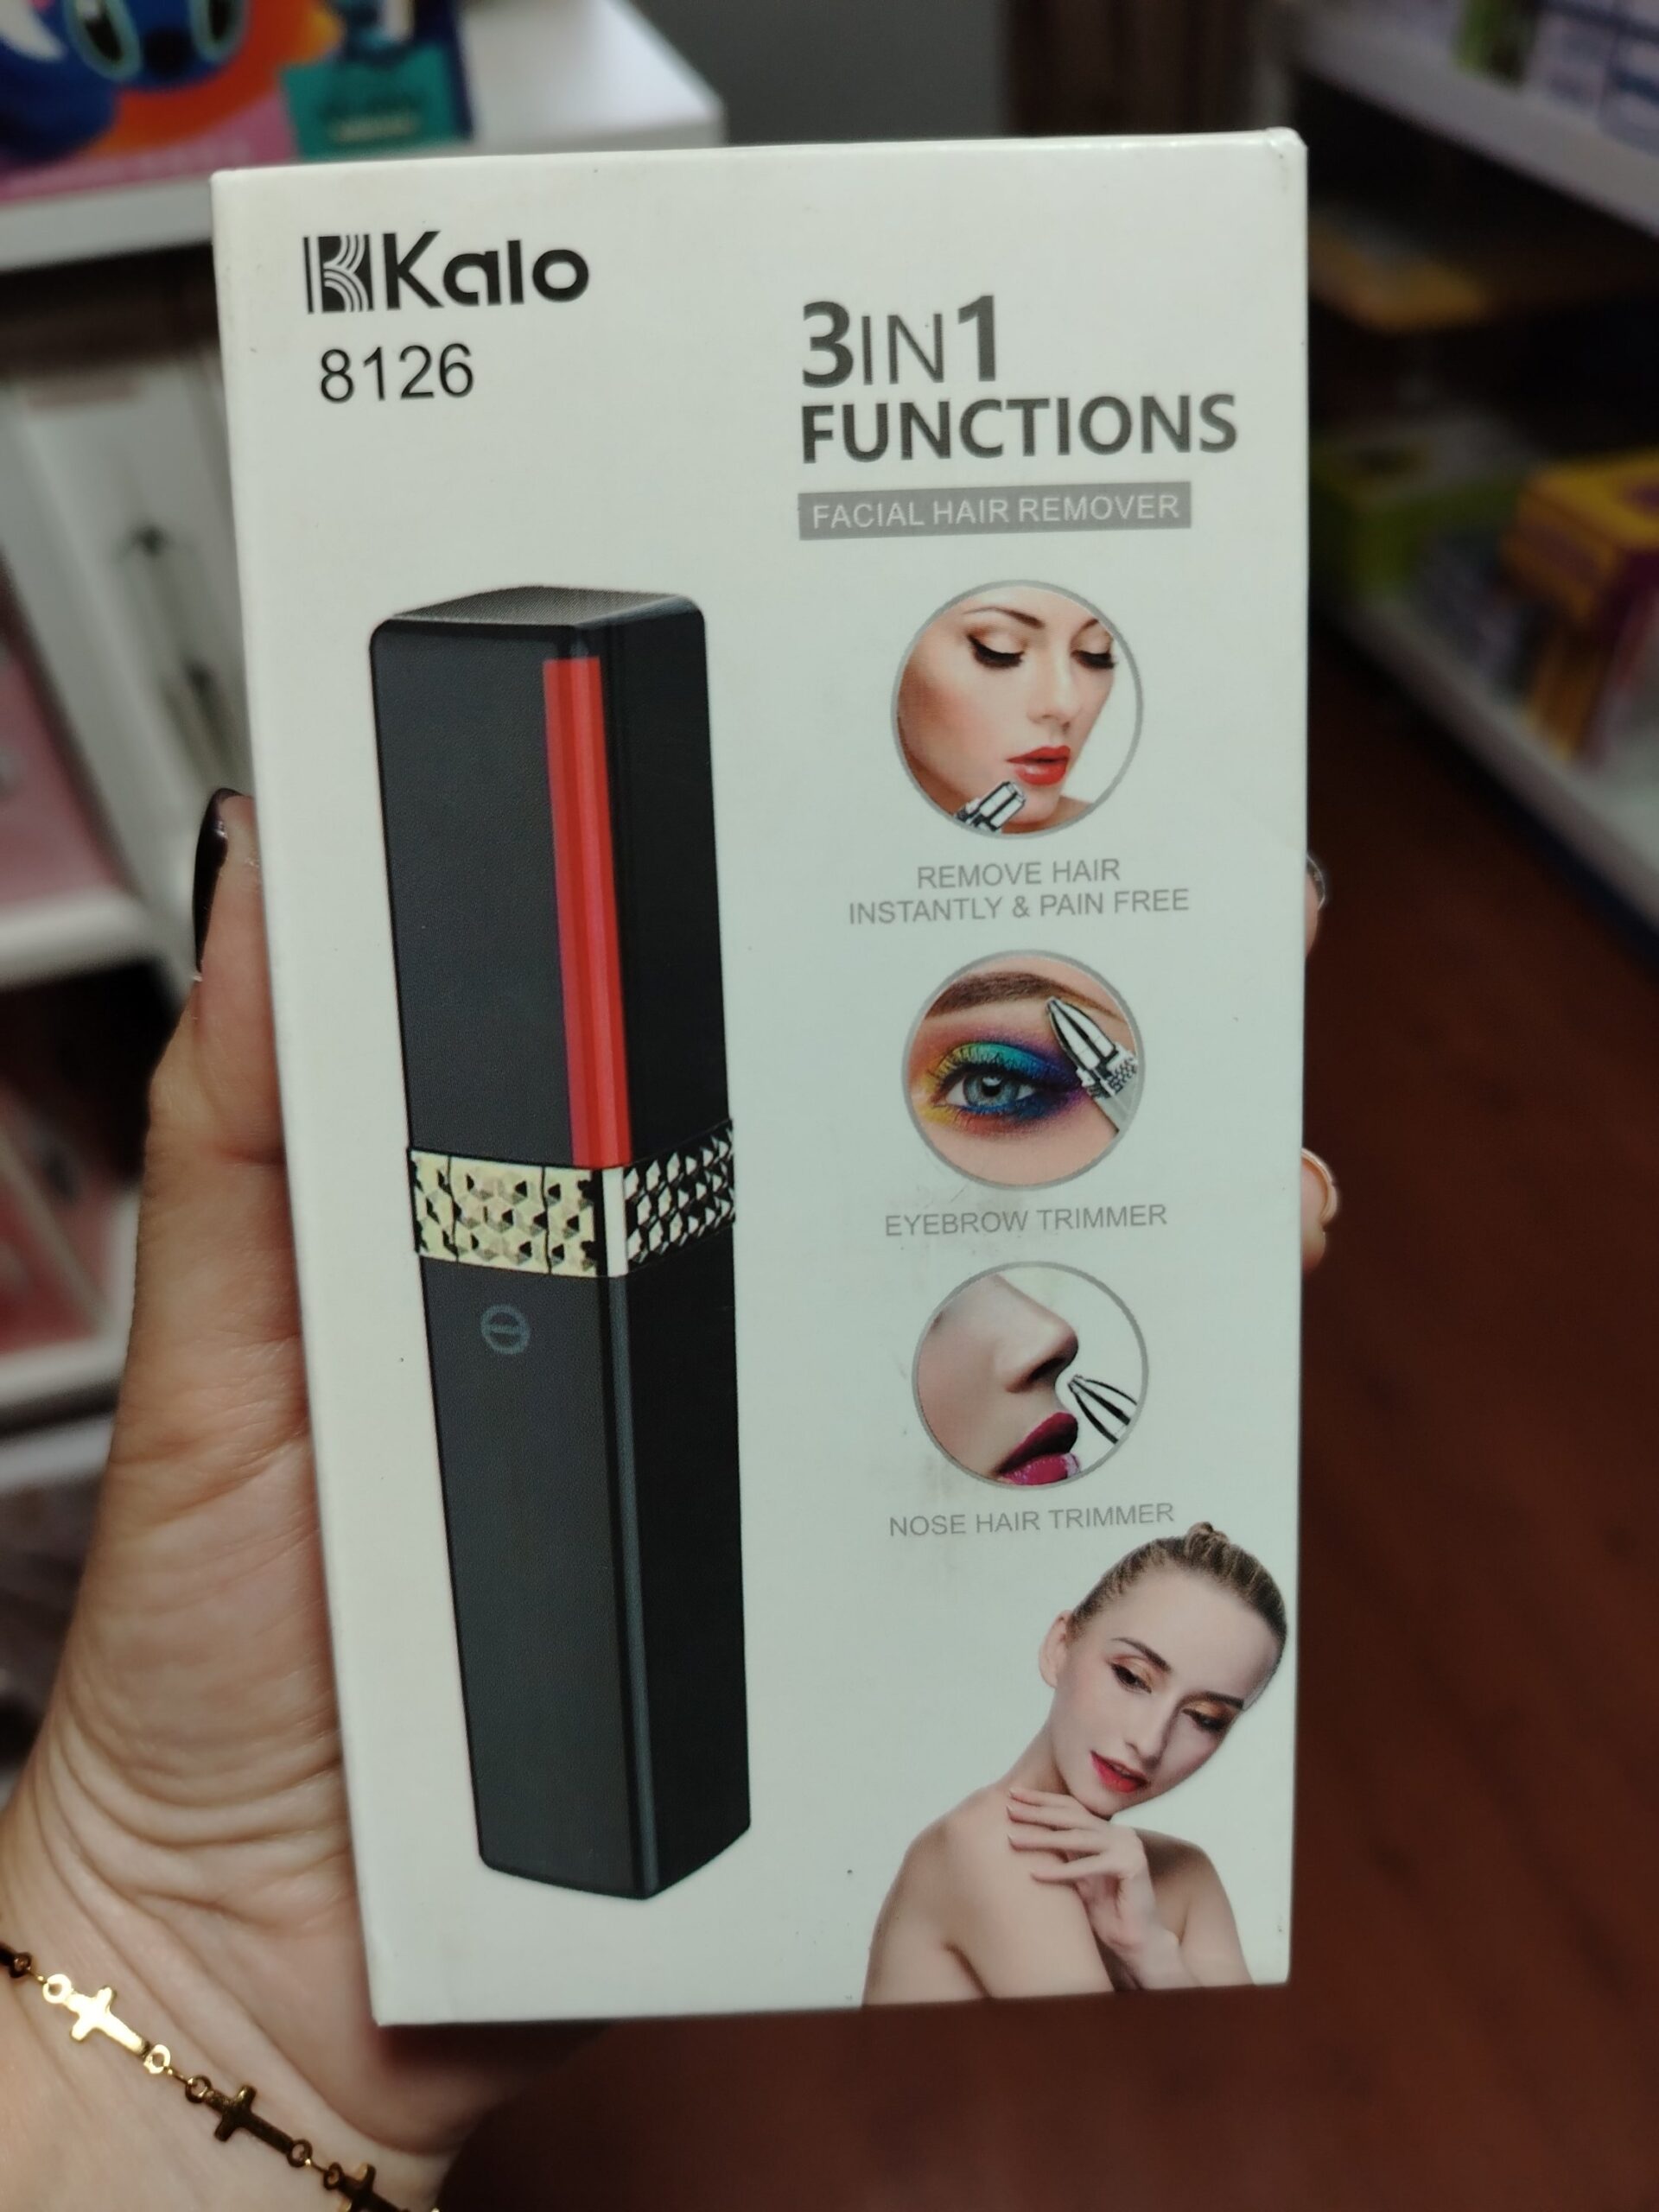 Kalo
8126
3IN1
FUNCTIONS
FACIAL HAIR REMOVER
REMOVE HAIR
INSTANTLY & PAIN FREE
EYEBROW TRIMMER
NOSE HAIR TRIMMER